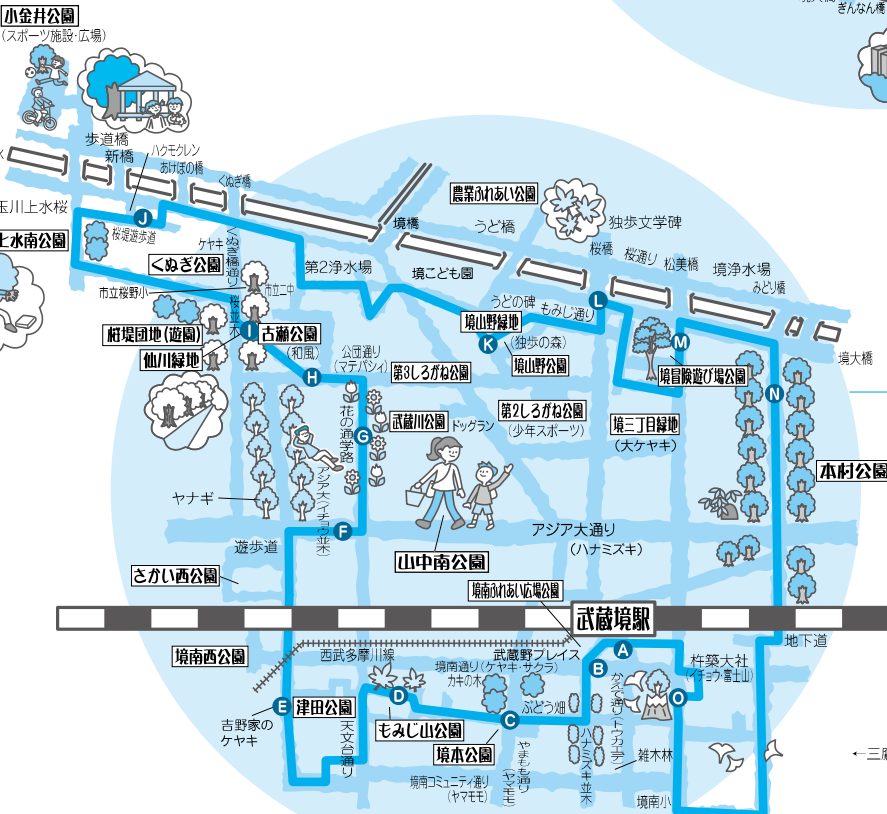 ぎんなん橋
小金井公園
(スポーツ施設・広場)
歩道橋
新橋
ハクモクレン
あけぼの橋
くぬぎ橋
玉川上水桜
J
桜堤遊歩道
上水南公園
ケヤキ
くぬぎ橋通り
くぬぎ公園
第2浄水場
境橋
農業ふれあい公園
うど橋
独歩文学碑
桜橋
桜通り
松美橋
境浄水場
みどり橋
境大橋
境こども園
市立桜野小
市立二中
桜並木
うどの碑
もみじ通り
L
境山野緑地
(独歩の森)
K
境山野公園
M
境冒険遊び場公園
N
桜堤団地(遊園)
I
古瀬公園
(和風)
仙川緑地
公団通り
(マテバシイ)
H
第3しろがね公園
武蔵川公園
ドッグラン
第2しろがね公園
(少年スポーツ)
境三丁目緑地
(大ケヤキ)
本村公園
花の通学路
G
アジア大(イチョウ並木)
ヤナギ
遊歩道
F
アジア大通り
(ハナミズキ)
山中南公園
さかい西公園
境南ふれあい広場公園
武蔵境駅
地下道
境南西公園
西武多摩川線
武蔵野プレイス
A
境南通り(ケヤキ・サクラ)
カキの木
B
杵築大社
(イチョウ・富士山)
O
E
津田公園
吉野家の
ケヤキ
D
もみじ山公園
天文台通り
C
境本公園
ぶどう畑
かえで通り(トウカエデ)
ハナミズキ並木
やまもも通り
(ヤマモモ)
雑木林
境南コミュニティ通り
(ヤマモモ)
境南小
←三鷹